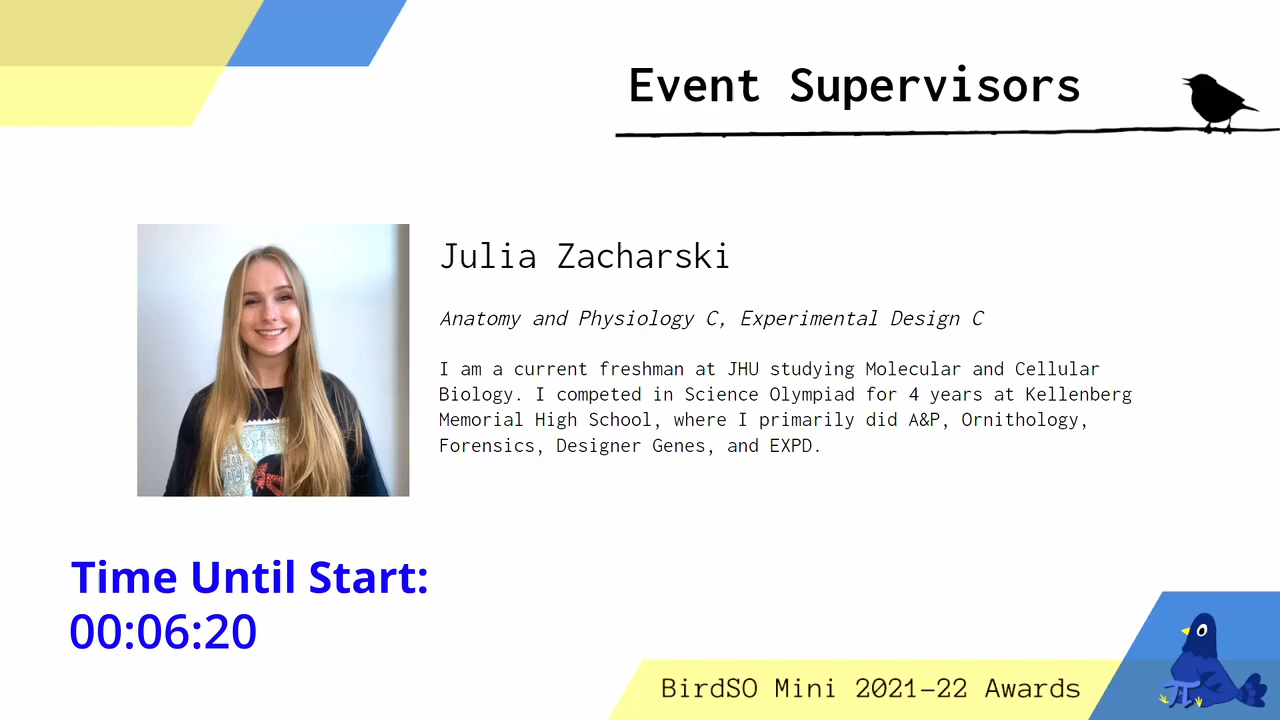 Event Supervisors
Julia Zacharski
Anatomy and Physiology C, Experimental Design C
I am a current freshman at JHU studying Molecular and Cellular
Biology. I competed in Science Olympiad for 4 years at Kellenberg
Memorial High School, where I primarily did A&P, Ornithology,
Forensics, Designer Genes, and EXPD.
Time Until Start:
00:06:20
BirdSO Mini 2021-22 Awards